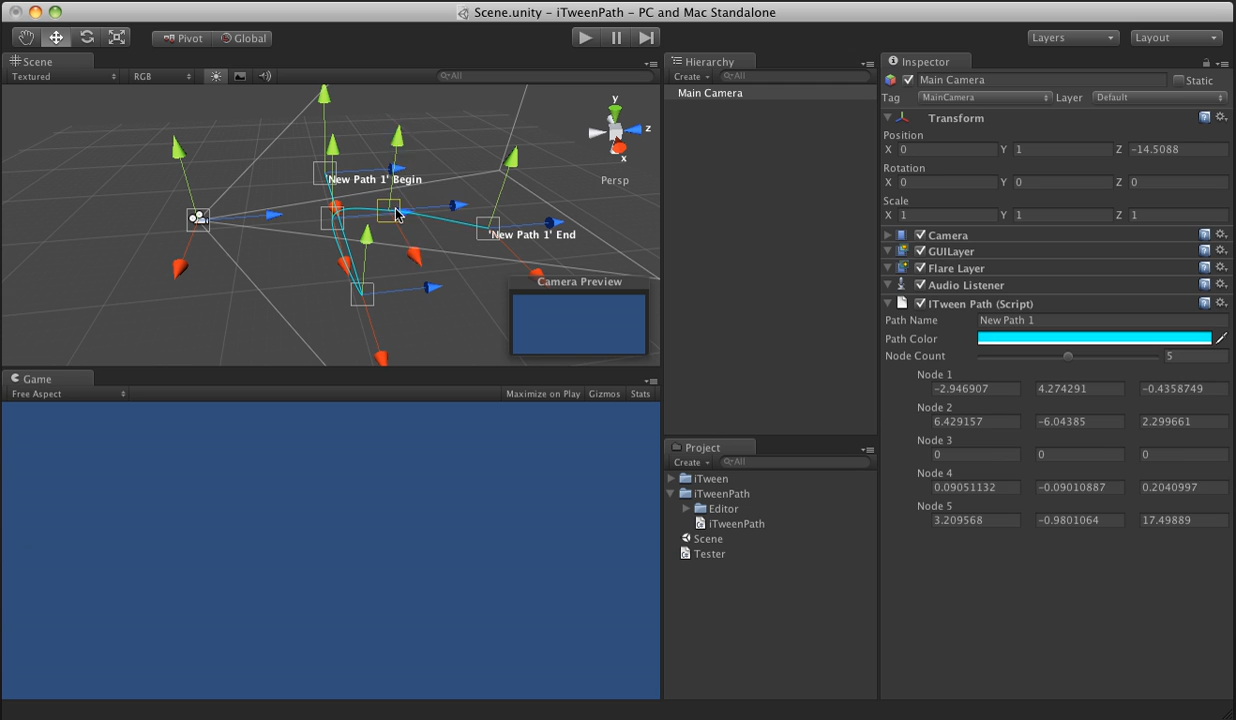 Scene.unity – iTweenPath – PC and Mac Standalone
Pivot Global Layers Layout
Scene
Textured RGB All
y
z
x
Persp
'New Path 1' Begin
'New Path 1' End
Camera Preview
Game
Free Aspect Maximize on Play Gizmos Stats
Hierarchy
Create All
Main Camera
Project
Create All
iTween
iTweenPath
Editor
iTweenPath
Scene
Tester
Inspector
Main Camera Static
Tag MainCamera Layer Default
Transform
Position
X 0 Y 1 Z -14.5088
Rotation
X 0 Y 0 Z 0
Scale
X 1 Y 1 Z 1
Camera
GUILayer
Flare Layer
Audio Listener
ITween Path (Script)
Path Name New Path 1
Path Color
Node Count 5
Node 1
-2.946907 4.274291 -0.4358749
Node 2
6.429157 -6.04385 2.299661
Node 3
0 0 0
Node 4
0.09051132 -0.09010887 0.2040997
Node 5
3.209568 -0.9801064 17.49889